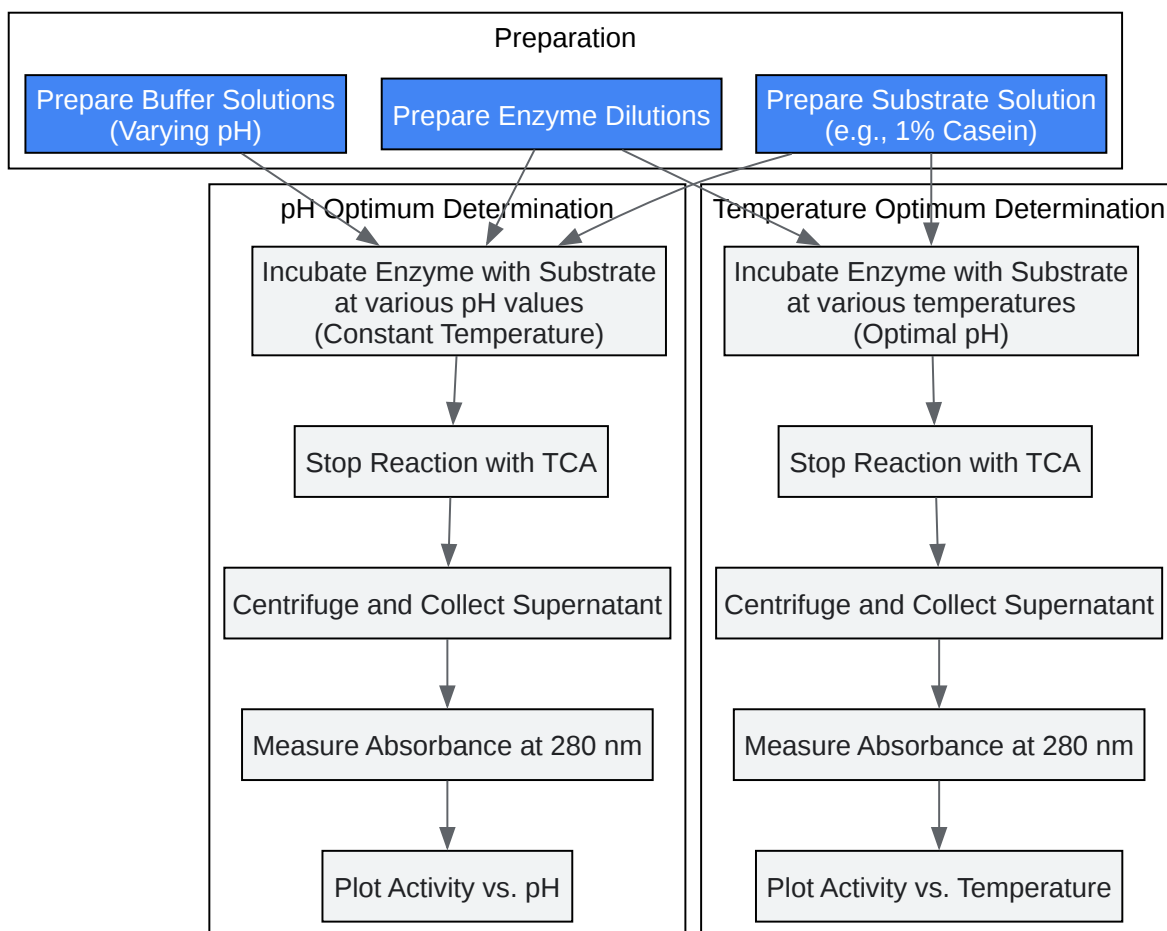 Preparation
Prepare Buffer Solutions
(Varying pH)
Prepare Enzyme Dilutions
Prepare Substrate Solution
(e.g., 1% Casein)
pH Optimum Determination
Incubate Enzyme with Substrate
at various pH values
(Constant Temperature)
Stop Reaction with TCA
Centrifuge and Collect Supernatant
Measure Absorbance at 280 nm
Plot Activity vs. pH
Temperature Optimum Determination
Incubate Enzyme with Substrate
at various temperatures
(Optimal pH)
Stop Reaction with TCA
Centrifuge and Collect Supernatant
Measure Absorbance at 280 nm
Plot Activity vs. Temperature